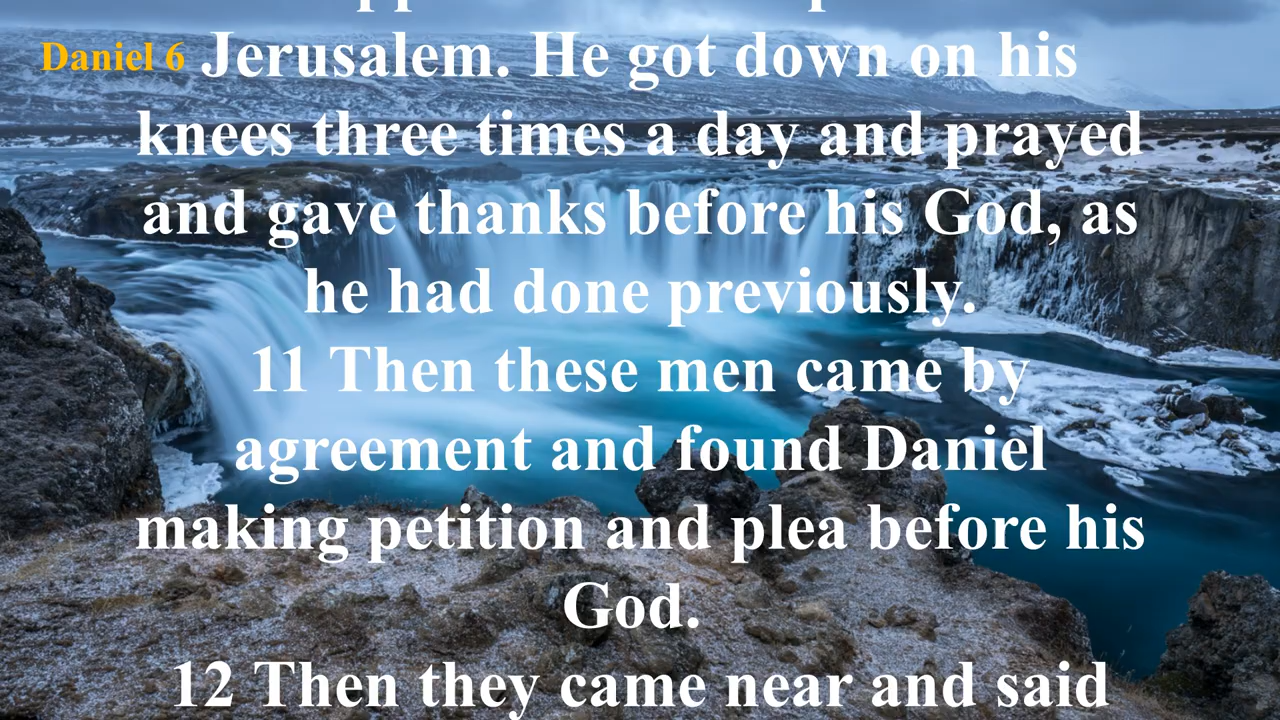 Daniel 6
Jerusalem. He got down on his
knees three times a day and prayed
and gave thanks before his God, as
he had done previously.
11 Then these men came by
agreement and found Daniel
making petition and plea before his
God.
12 Then they came near and said